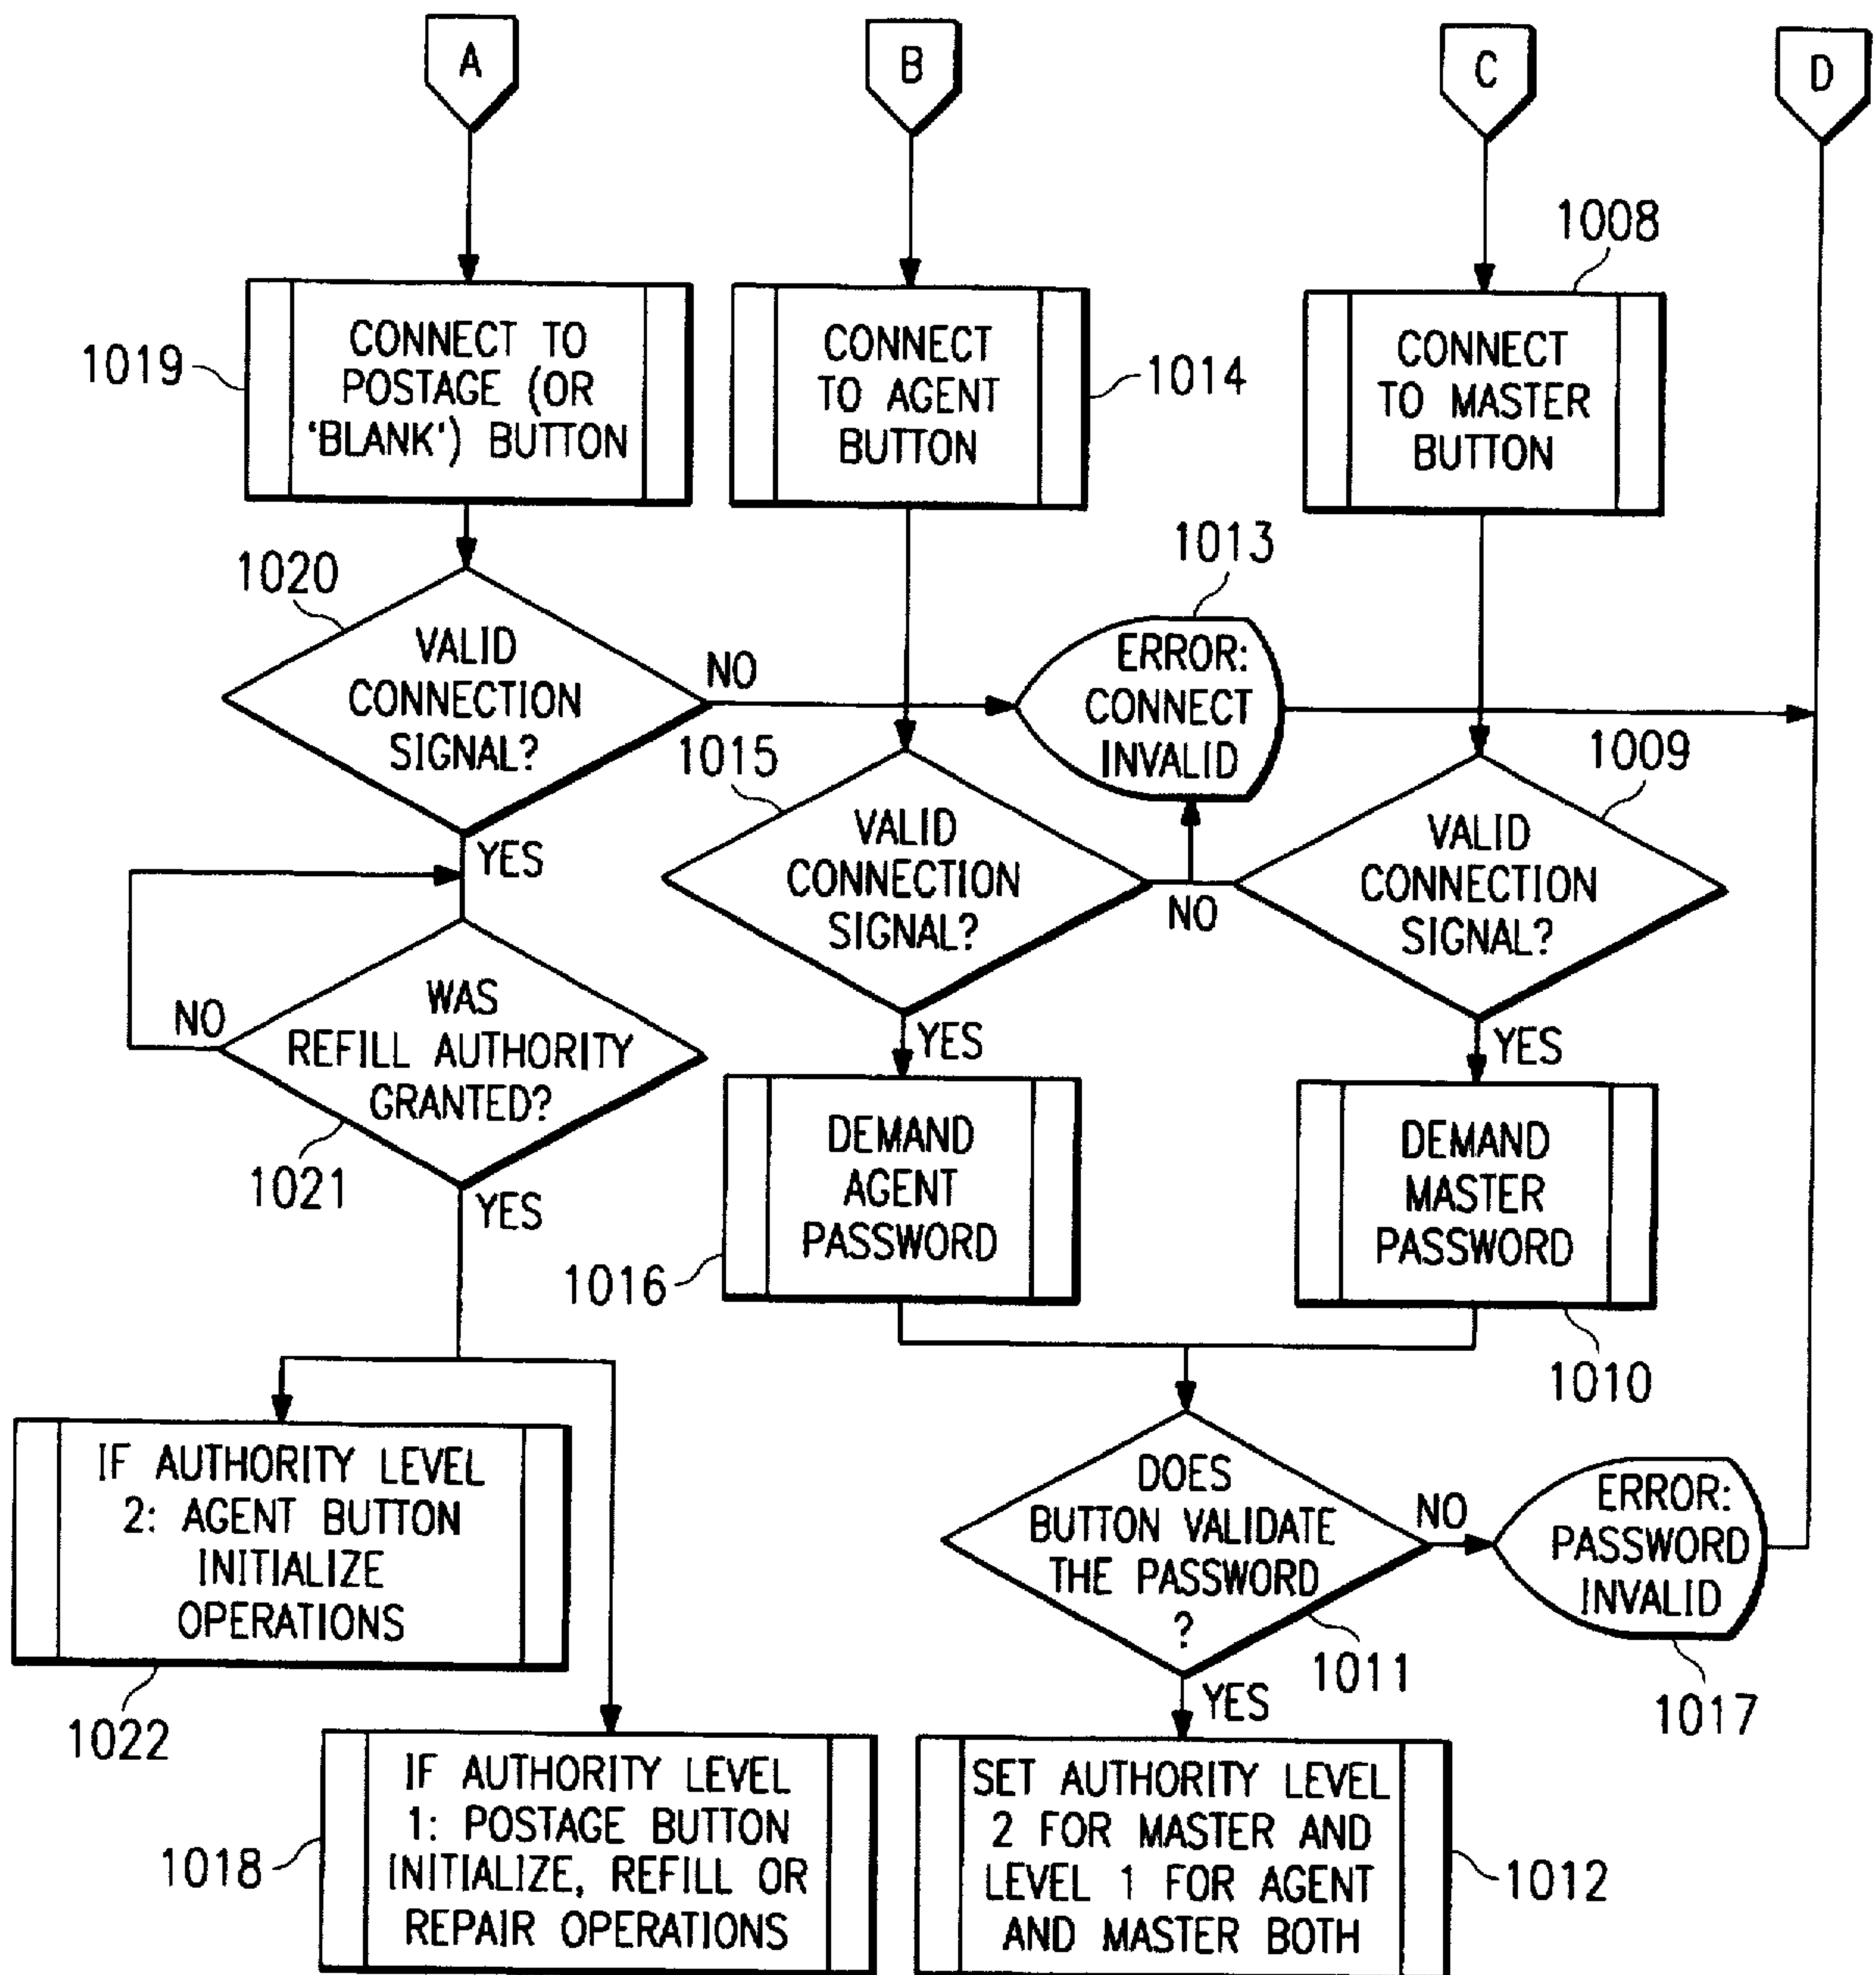 A
B
C
D
1008
CONNECT TO
POSTAGE (OR
'BLANK') BUTTON
1019
CONNECT
TO AGENT
BUTTON
1014
CONNECT
TO MASTER
BUTTON
1013
1020
VALID
CONNECTION
SIGNAL?
NO
YES
ERROR:
CONNECT
INVALID
1015
VALID
CONNECTION
SIGNAL?
NO
YES
1009
VALID
CONNECTION
SIGNAL?
YES
WAS
REFILL AUTHORITY
GRANTED?
NO
1021
YES
DEMAND
AGENT
PASSWORD
1016
DEMAND
MASTER
PASSWORD
1010
IF AUTHORITY LEVEL
2: AGENT BUTTON
INITIALIZE
OPERATIONS
1022
DOES
BUTTON VALIDATE
THE PASSWORD
?
NO
1011
YES
ERROR:
PASSWORD
INVALID
1017
IF AUTHORITY LEVEL
1: POSTAGE BUTTON
INITIALIZE, REFILL OR
REPAIR OPERATIONS
1018
SET AUTHORITY LEVEL
2 FOR MASTER AND
LEVEL 1 FOR AGENT
AND MASTER BOTH
1012